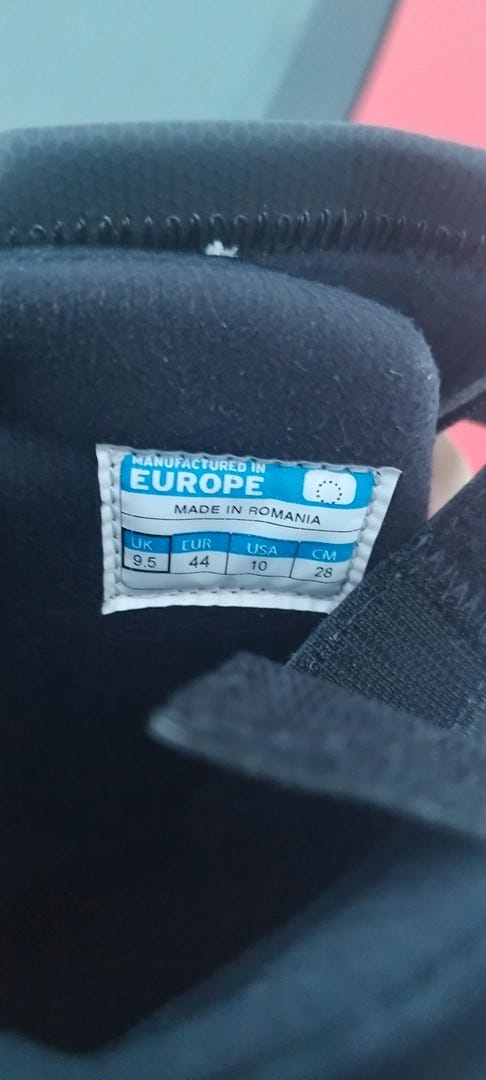 MANUFACTURED IN
EUROPE
MADE IN ROMANIA
UK EUR USA CM
9.5 44 10 28